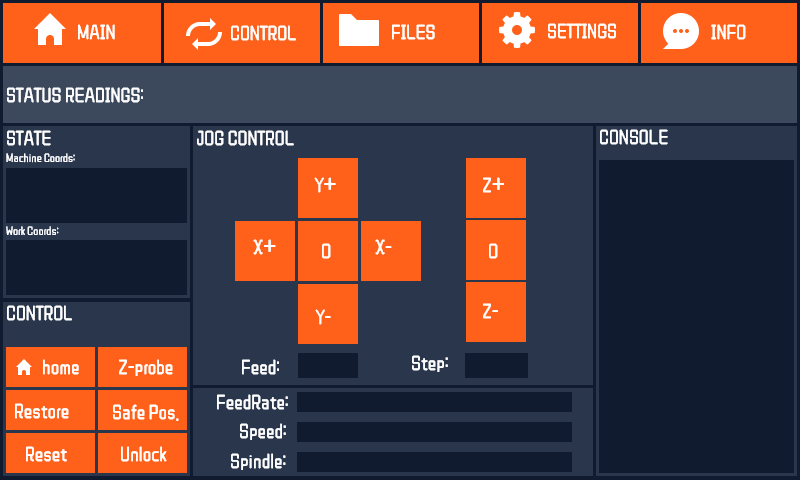 MAIN
CONTROL
FILES
SETTINGS
INFO
STATUS READINGS:
STATE
Machine Coords:
Work Coords:
CONTROL
home
Z-probe
Restore
Safe Pos.
Reset
Unlock
JOG CONTROL
Y+
X+
0
X-
Y-
Z+
0
Z-
Feed:
Step:
FeedRate:
Speed:
Spindle:
CONSOLE